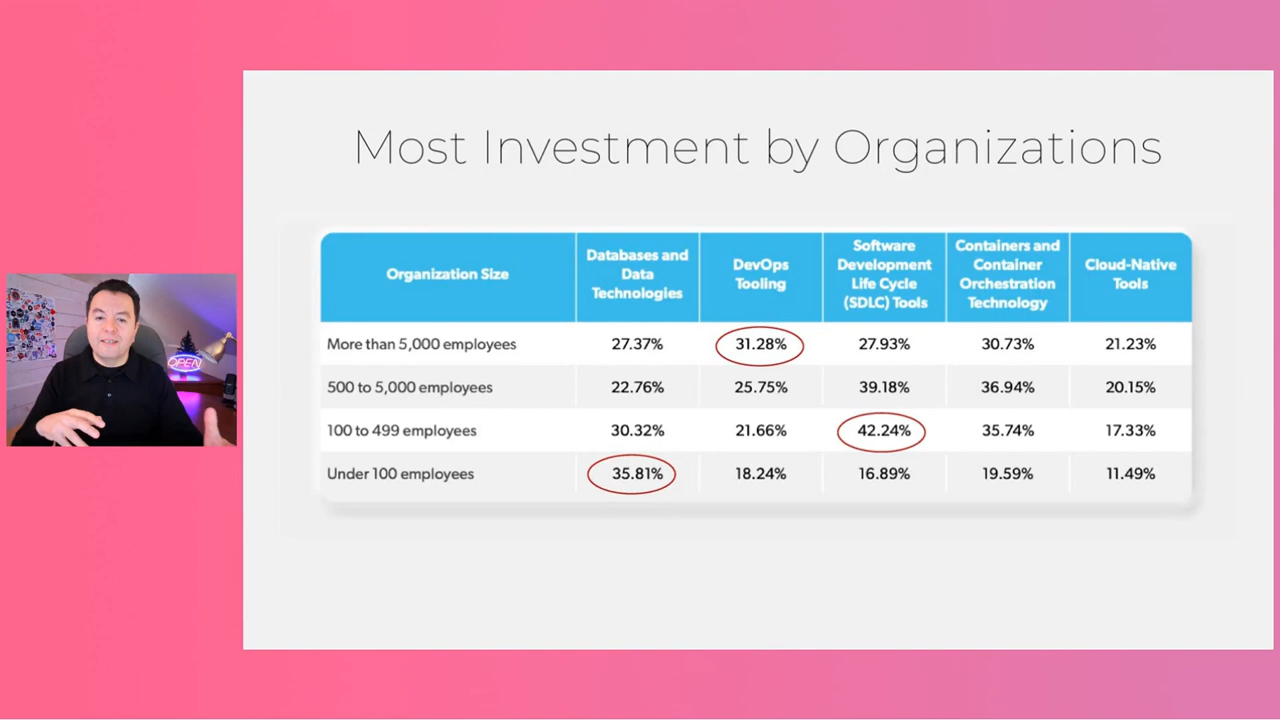 Most Investment by Organizations
Organization Size
Databases and
Data
Technologies
DevOps
Tooling
Software
Development
Life Cycle
(SDLC) Tools
Containers and
Container
Orchestration
Technology
Cloud-Native
Tools
More than 5,000 employees 27.37% 31.28% 27.93% 30.73% 21.23%
500 to 5,000 employees 22.76% 25.75% 39.18% 36.94% 20.15%
100 to 499 employees 30.32% 21.66% 42.24% 35.74% 17.33%
Under 100 employees 35.81% 18.24% 16.89% 19.59% 11.49%
OPEN